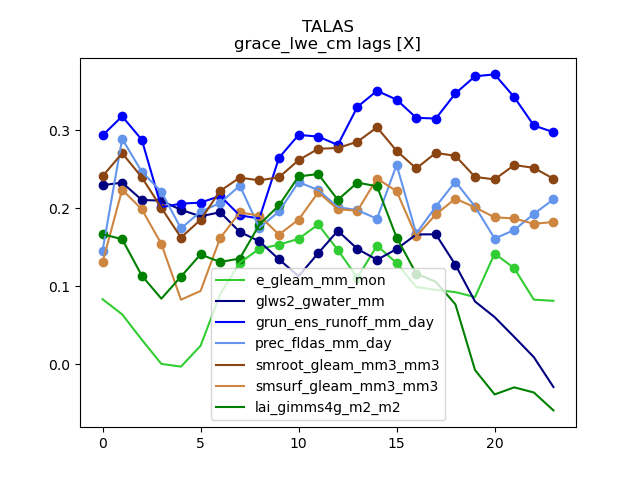 TALAS
grace_lwe_cm lags [X]
0.3
0.2
0.1
0.0
e_gleam_mm_mon
glws2_gwater_mm
grun_ens_runoff_mm_day
prec_fldas_mm_day
smroot_gleam_mm3_mm3
smsurf_gleam_mm3_mm3
lai_gimms4g_m2_m2
0 5 10 15 20